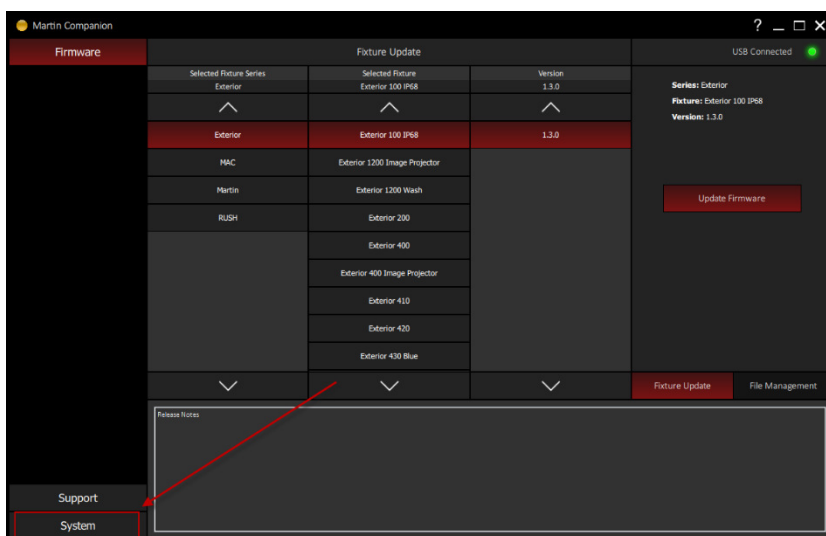 Martin Companion
?
Firmware
Fixture Update
USB Connected
Selected Fixture Series
Exterior
Selected Fixture
Exterior 100 IP68
Version
1.3.0
Exterior
MAC
Martin
RUSH
Exterior 100 IP68
Exterior 1200 Image Projector
Exterior 1200 Wash
Exterior 200
Exterior 400
Exterior 400 Image Projector
Exterior 410
Exterior 420
Exterior 430 Blue
1.3.0
Series: Exterior
Fixture: Exterior 100 IP68
Version: 1.3.0
Update Firmware
Fixture Update
File Management
Release Notes
Support
System